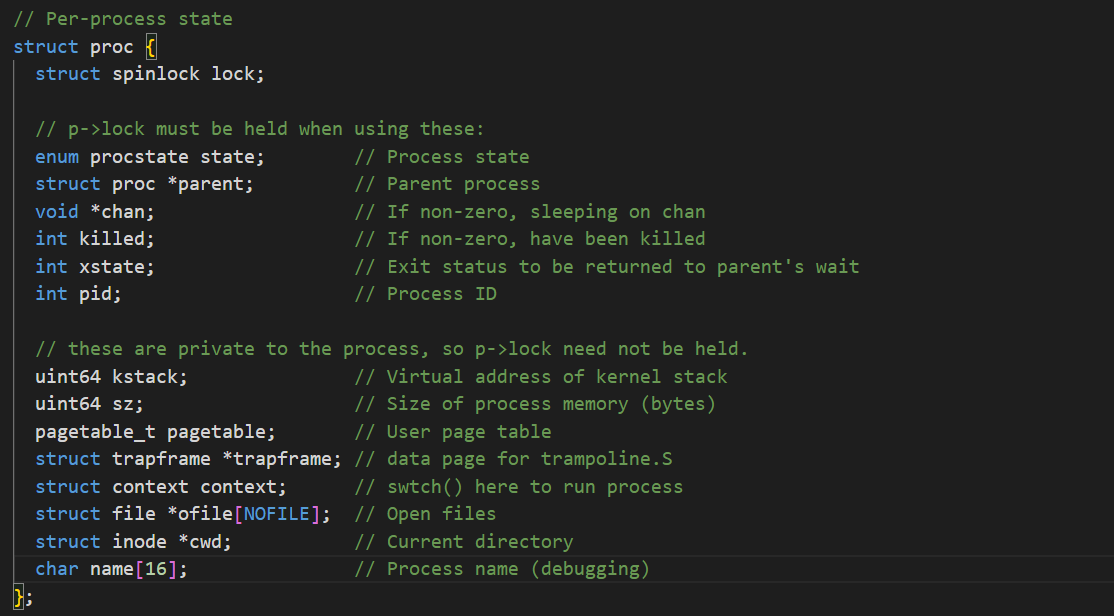 // Per-process state
struct proc {
  struct spinlock lock;

  // p->lock must be held when using these:
  enum procstate state;        // Process state
  struct proc *parent;         // Parent process
  void *chan;                  // If non-zero, sleeping on chan
  int killed;                  // If non-zero, have been killed
  int xstate;                  // Exit status to be returned to parent's wait
  int pid;                     // Process ID

  // these are private to the process, so p->lock need not be held.
  uint64 kstack;               // Virtual address of kernel stack
  uint64 sz;                   // Size of process memory (bytes)
  pagetable_t pagetable;       // User page table
  struct trapframe *trapframe; // data page for trampoline.S
  struct context context;      // swtch() here to run process
  struct file *ofile[NOFILE];  // Open files
  struct inode *cwd;           // Current directory
  char name[16];               // Process name (debugging)
};